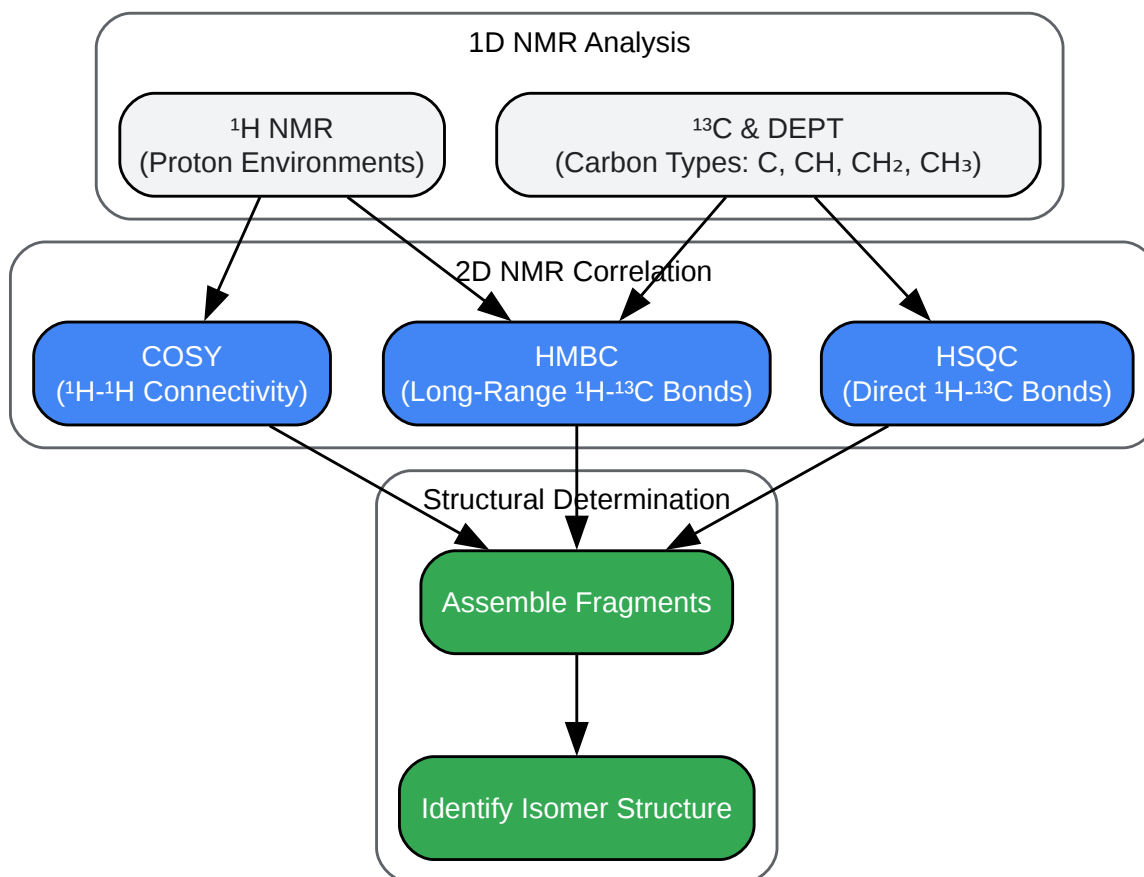 1D NMR Analysis
¹H NMR
(Proton Environments)
¹³C & DEPT
(Carbon Types: C, CH, CH₂, CH₃)
2D NMR Correlation
COSY
(¹H-¹H Connectivity)
HMBC
(Long-Range ¹H-¹³C Bonds)
HSQC
(Direct ¹H-¹³C Bonds)
Structural Determination
Assemble Fragments
Identify Isomer Structure